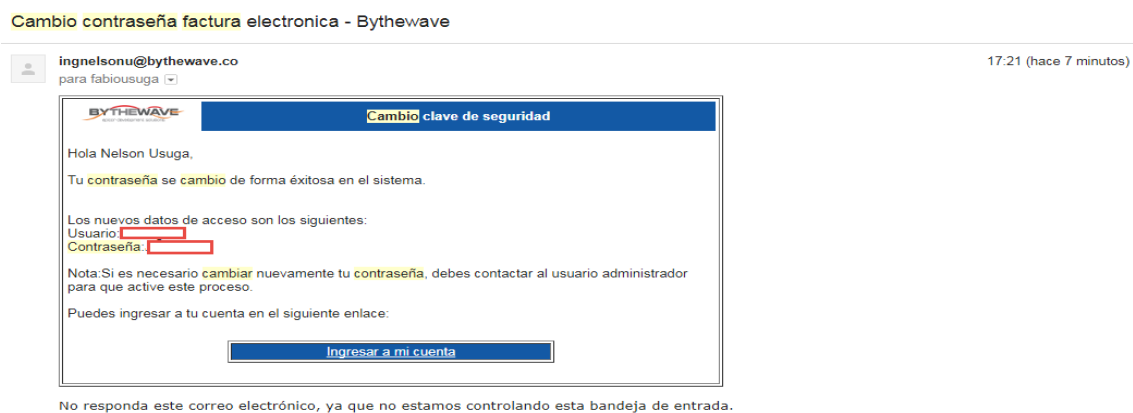 Cambio contraseña factura electronica - Bythewave
ingnelsonu@bythewave.co
17:21 (hace 7 minutos)
para fabiousuga
BYTHEWAVE
Cambio clave de seguridad
Hola Nelson Usuga,
Tu contraseña se cambio de forma éxitosa en el sistema.
Los nuevos datos de acceso son los siguientes:
Usuario:
Contraseña:
Nota:Si es necesario cambiar nuevamente tu contraseña, debes contactar al usuario administrador
para que active este proceso.
Puedes ingresar a tu cuenta en el siguiente enlace:
Ingresar a mi cuenta
No responda este correo electrónico, ya que no estamos controlando esta bandeja de entrada.